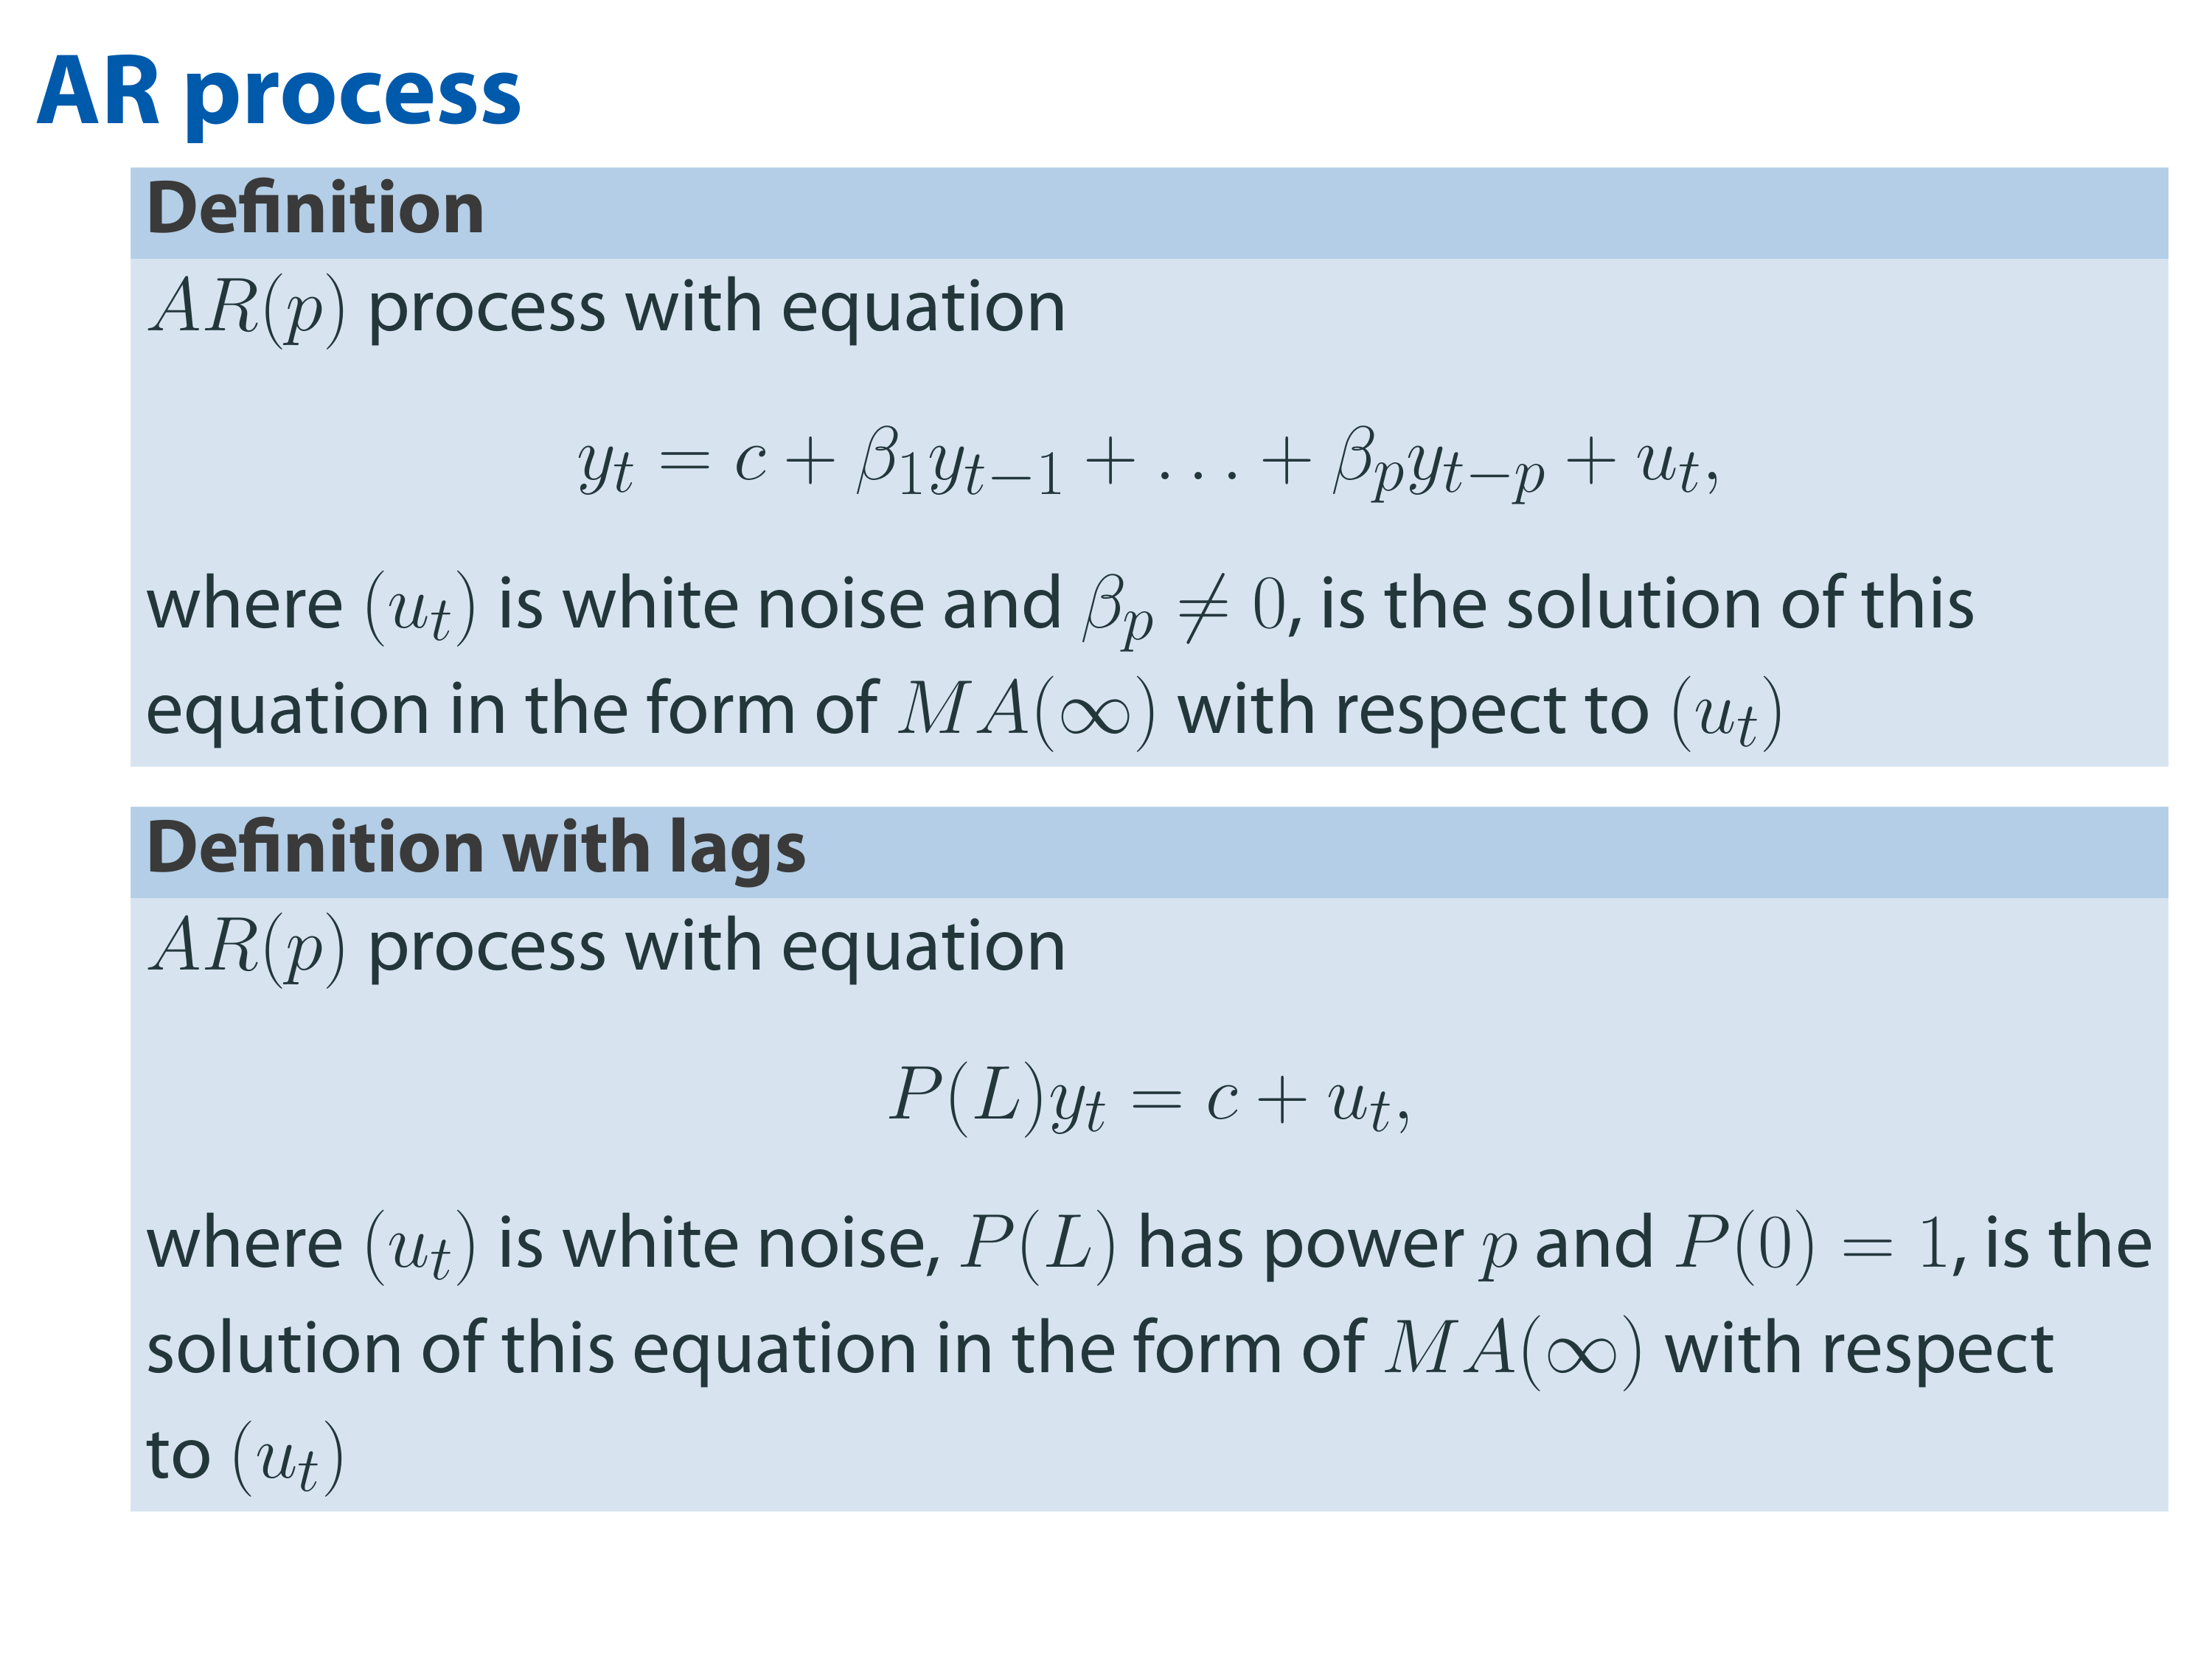 AR process
Definition
AR(p) process with equation
y_t = c + β_1 y_{t−1} + … + β_p y_{t−p} + u_t,
where (u_t) is white noise and β_p ≠ 0, is the solution of this
equation in the form of MA(∞) with respect to (u_t)
Definition with lags
AR(p) process with equation
P(L)y_t = c + u_t,
where (u_t) is white noise, P(L) has power p and P(0) = 1, is the
solution of this equation in the form of MA(∞) with respect
to (u_t)